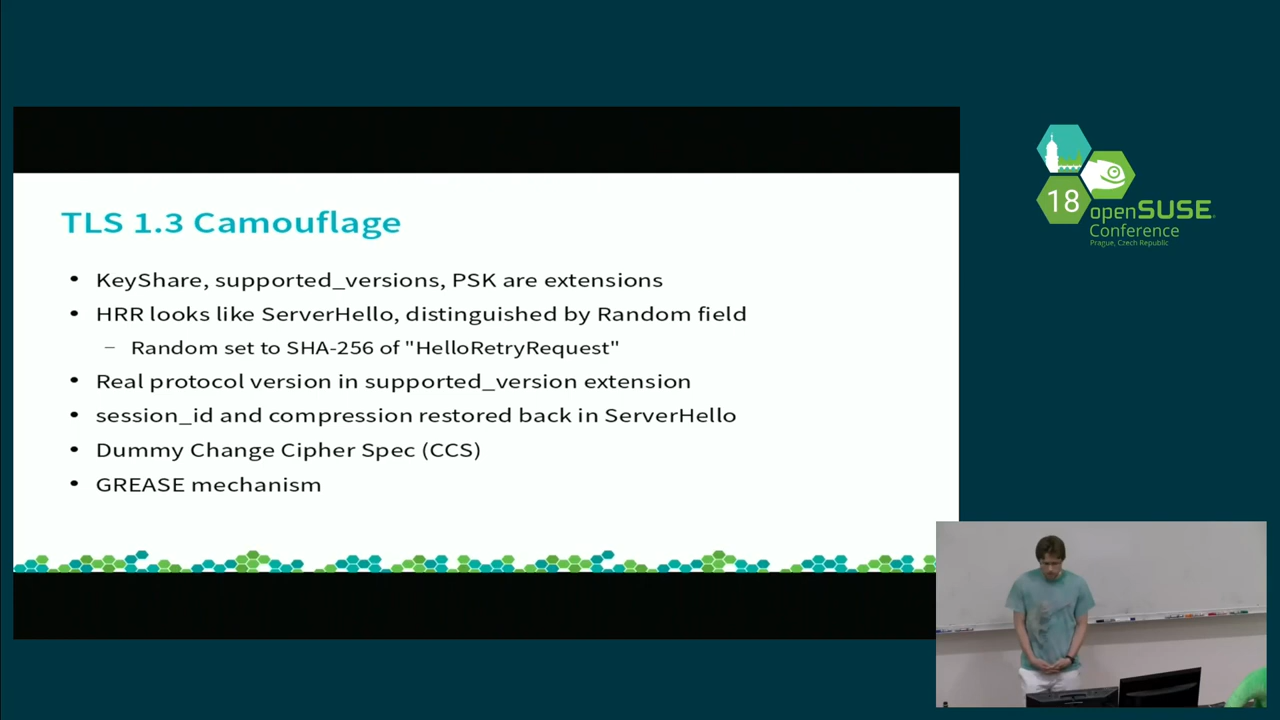 TLS 1.3 Camouflage
• KeyShare, supported_versions, PSK are extensions
• HRR looks like ServerHello, distinguished by Random field
– Random set to SHA-256 of "HelloRetryRequest"
• Real protocol version in supported_version extension
• session_id and compression restored back in ServerHello
• Dummy Change Cipher Spec (CCS)
• GREASE mechanism
18
openSUSE
Conference
Prague, Czech Republic